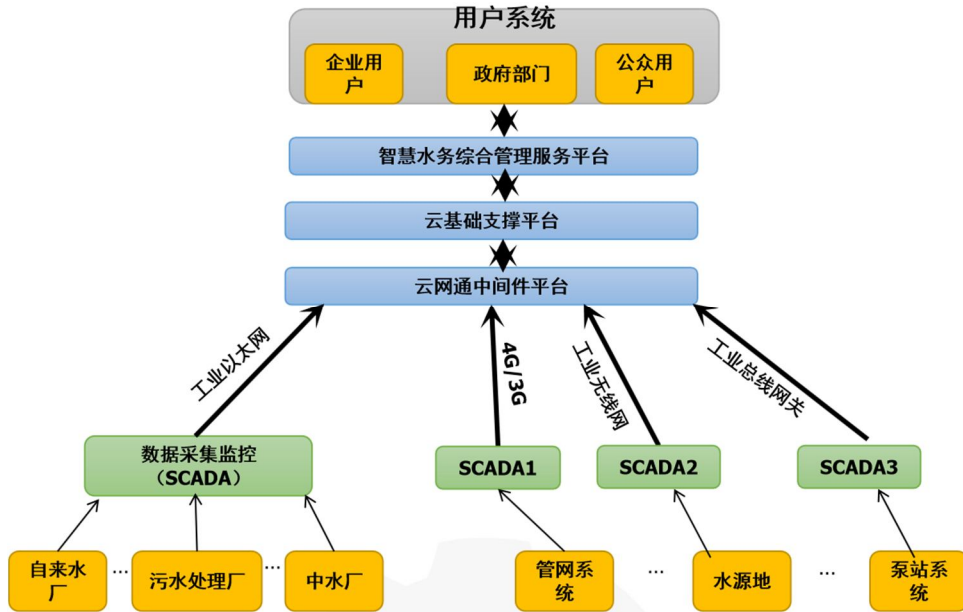 用户系统
企业用
户
政府部门
公众用
户
智慧水务综合管理服务平台
云基础支撑平台
云网通中间件平台
工业以太网
4G/3G
工业无线网
工业总线网关
数据采集监控
（SCADA）
SCADA1
SCADA2
SCADA3
自来水
厂
...
污水处理厂
...
中水厂
管网系
统
...
水源地
...
泵站系
统